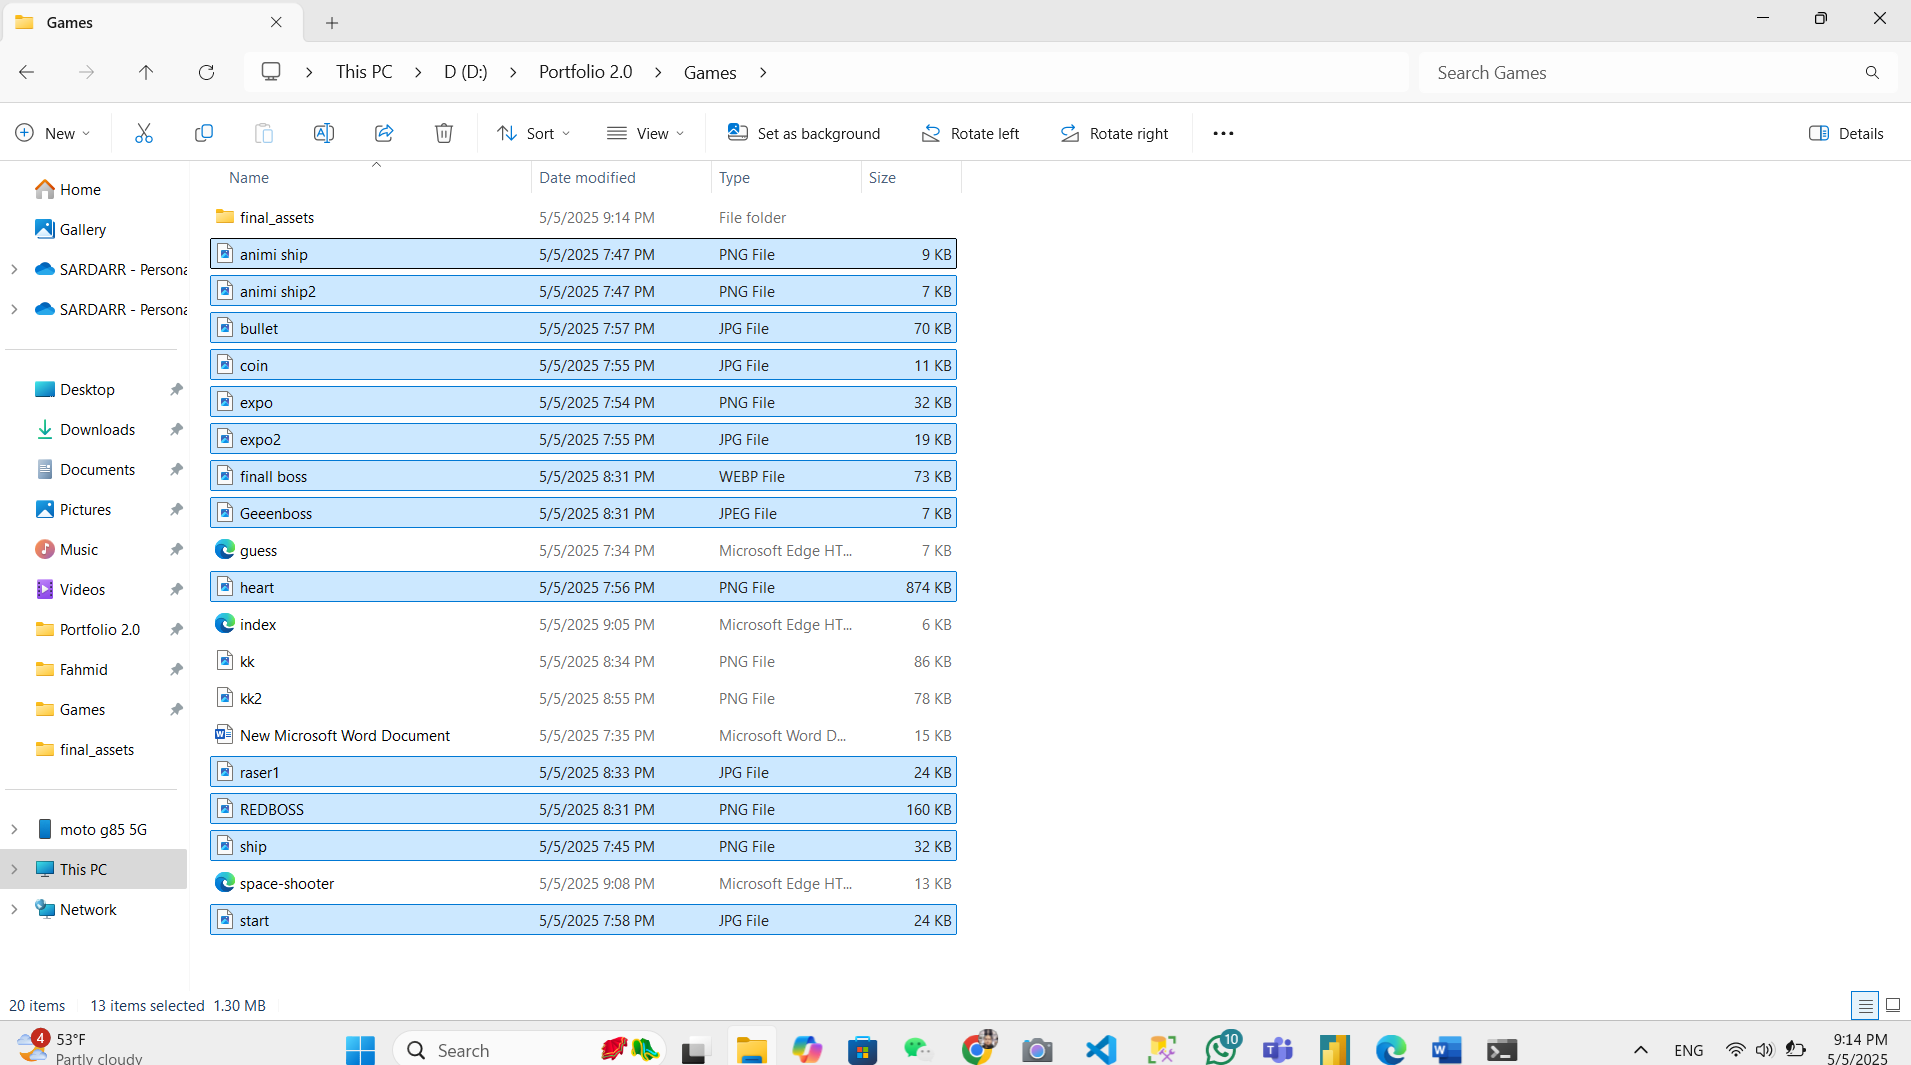 Games
This PC > D (D:) > Portfolio 2.0 > Games >
Search Games
New
Sort
View
Set as background
Rotate left
Rotate right
Details
Home
Gallery
SARDARR - Persona
SARDARR - Persona
Desktop
Downloads
Documents
Pictures
Music
Videos
Portfolio 2.0
Fahmid
Games
final_assets
moto g85 5G
This PC
Network
Name Date modified Type Size
final_assets 5/5/2025 9:14 PM File folder
animi ship 5/5/2025 7:47 PM PNG File 9 KB
animi ship2 5/5/2025 7:47 PM PNG File 7 KB
bullet 5/5/2025 7:57 PM JPG File 70 KB
coin 5/5/2025 7:55 PM JPG File 11 KB
expo 5/5/2025 7:54 PM PNG File 32 KB
expo2 5/5/2025 7:55 PM JPG File 19 KB
finall boss 5/5/2025 8:31 PM WEBP File 73 KB
Geeenboss 5/5/2025 8:31 PM JPEG File 7 KB
guess 5/5/2025 7:34 PM Microsoft Edge HT... 7 KB
heart 5/5/2025 7:56 PM PNG File 874 KB
index 5/5/2025 9:05 PM Microsoft Edge HT... 6 KB
kk 5/5/2025 8:34 PM PNG File 86 KB
kk2 5/5/2025 8:55 PM PNG File 78 KB
New Microsoft Word Document 5/5/2025 7:35 PM Microsoft Word D... 15 KB
raser1 5/5/2025 8:33 PM JPG File 24 KB
REDBOSS 5/5/2025 8:31 PM PNG File 160 KB
ship 5/5/2025 7:45 PM PNG File 32 KB
space-shooter 5/5/2025 9:08 PM Microsoft Edge HT... 13 KB
start 5/5/2025 7:58 PM JPG File 24 KB
20 items 13 items selected 1.30 MB
4
53°F
Partly cloudy
Search
10
ENG
9:14 PM
5/5/2025